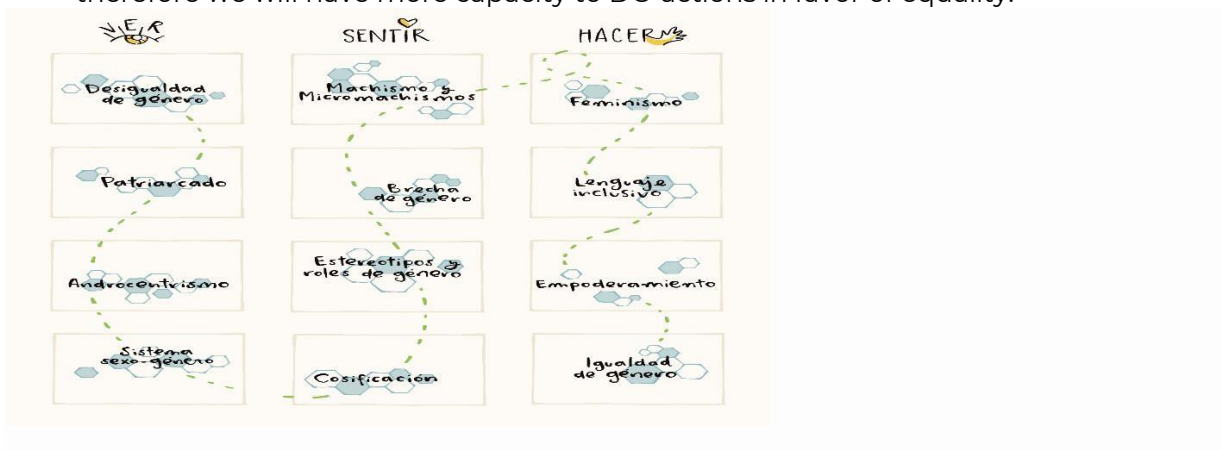 therefore we will have more capacity to DO actions in favor of equality.
VER
SENTIR
HACER
Desigualdad
de género
Patriarcado
Androcentrismo
Sistema
sexo-género
Machismo y
Micromachismos
Brecha
de género
Estereotipos y
roles de género
Cosificación
Feminismo
Lenguaje
inclusivo
Empoderamiento
Igualdad
de género